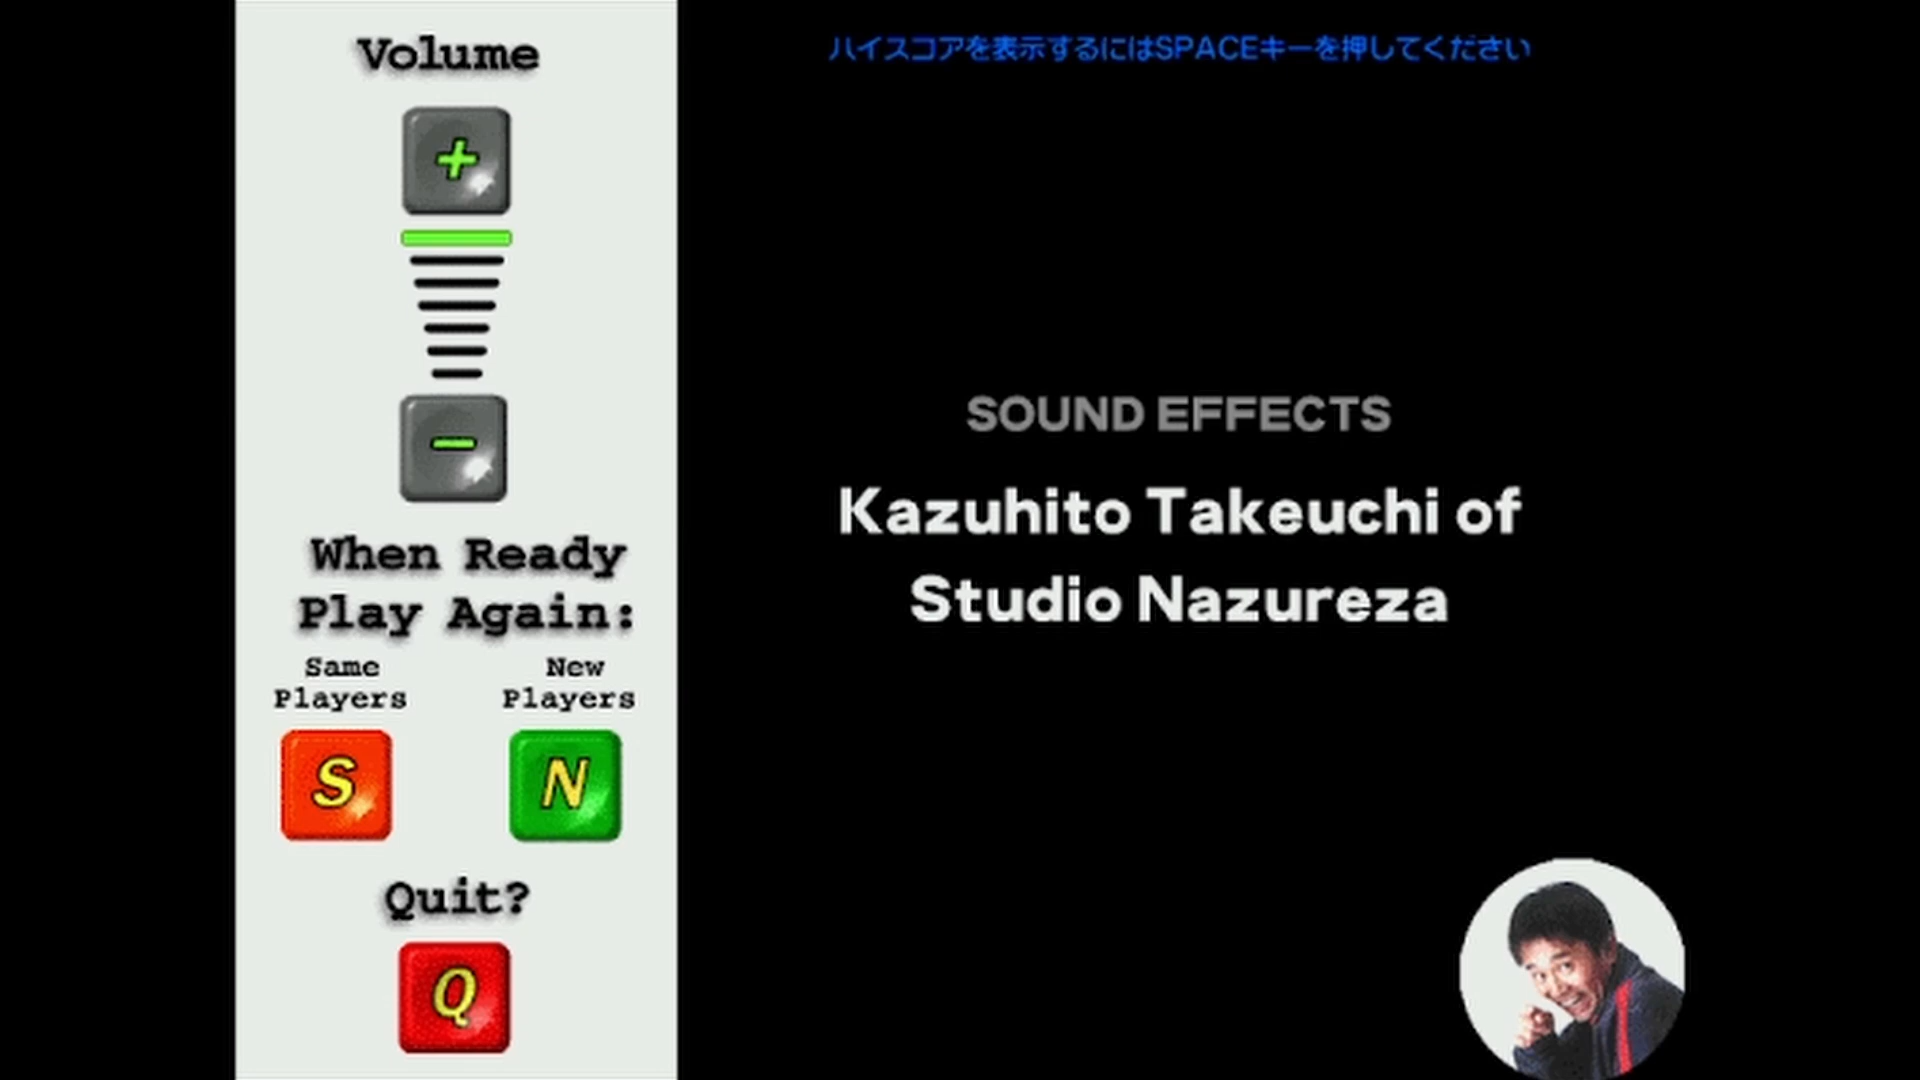 Volume
+
-
When Ready
Play Again:
Same
Players
New
Players
S
N
Quit?
Q
ハイスコアを表示するにはSPACEキーを押してください
SOUND EFFECTS
Kazuhito Takeuchi of
Studio Nazureza